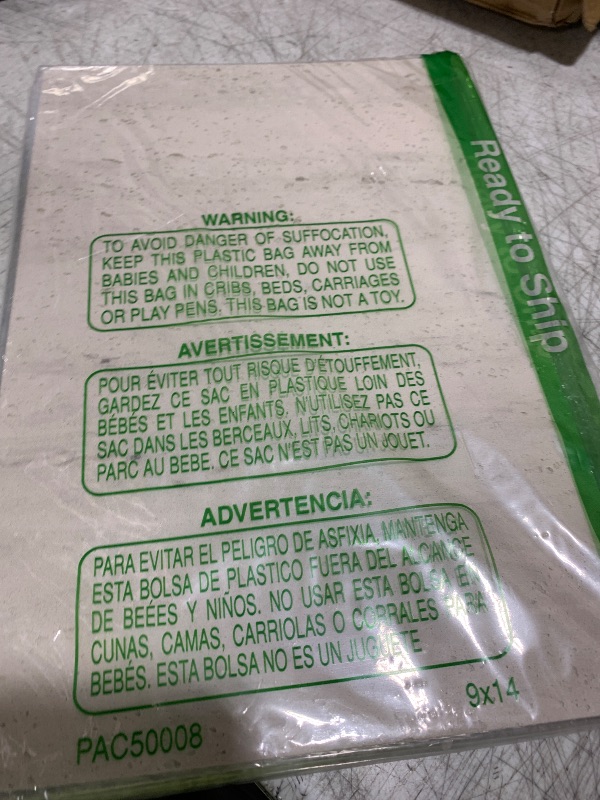 Ready to Ship
WARNING:
TO AVOID DANGER OF SUFFOCATION,
KEEP THIS PLASTIC BAG AWAY FROM
BABIES AND CHILDREN, DO NOT USE
THIS BAG IN CRIBS, BEDS, CARRIAGES
OR PLAY PENS. THIS BAG IS NOT A TOY.
AVERTISSEMENT:
POUR ÉVITER TOUT RISQUE D'ÉTOUFFEMENT,
GARDEZ CE SAC EN PLASTIQUE LOIN DES
BÉBÉS ET LES ENFANTS, N'UTILISEZ PAS CE
SAC DANS LES BERCEAUX, LITS, CHARIOTS OU
PARC AU BEBE. CE SAC N'EST PAS UN JOUET.
ADVERTENCIA:
PARA EVITAR EL PELIGRO DE ASFIXIA, MANTENGA
ESTA BOLSA DE PLASTICO FUERA DEL ALCANCE
DE BEÉES Y NIÑOS. NO USAR ESTA BOLSA EN
CUNAS, CAMAS, CARRIOLAS O CORRALES PARA
BEBÉS. ESTA BOLSA NO ES UN JUGUETE
PAC50008
9x14